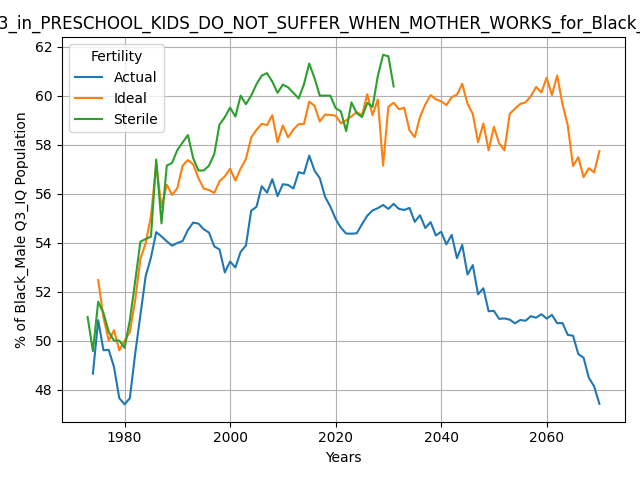 3_in_PRESCHOOL_KIDS_DO_NOT_SUFFER_WHEN_MOTHER_WORKS_for_Black_
Fertility
Actual
Ideal
Sterile
% of Black_Male Q3_IQ Population
62
60
58
56
54
52
50
48
1980
2000
2020
2040
2060
Years